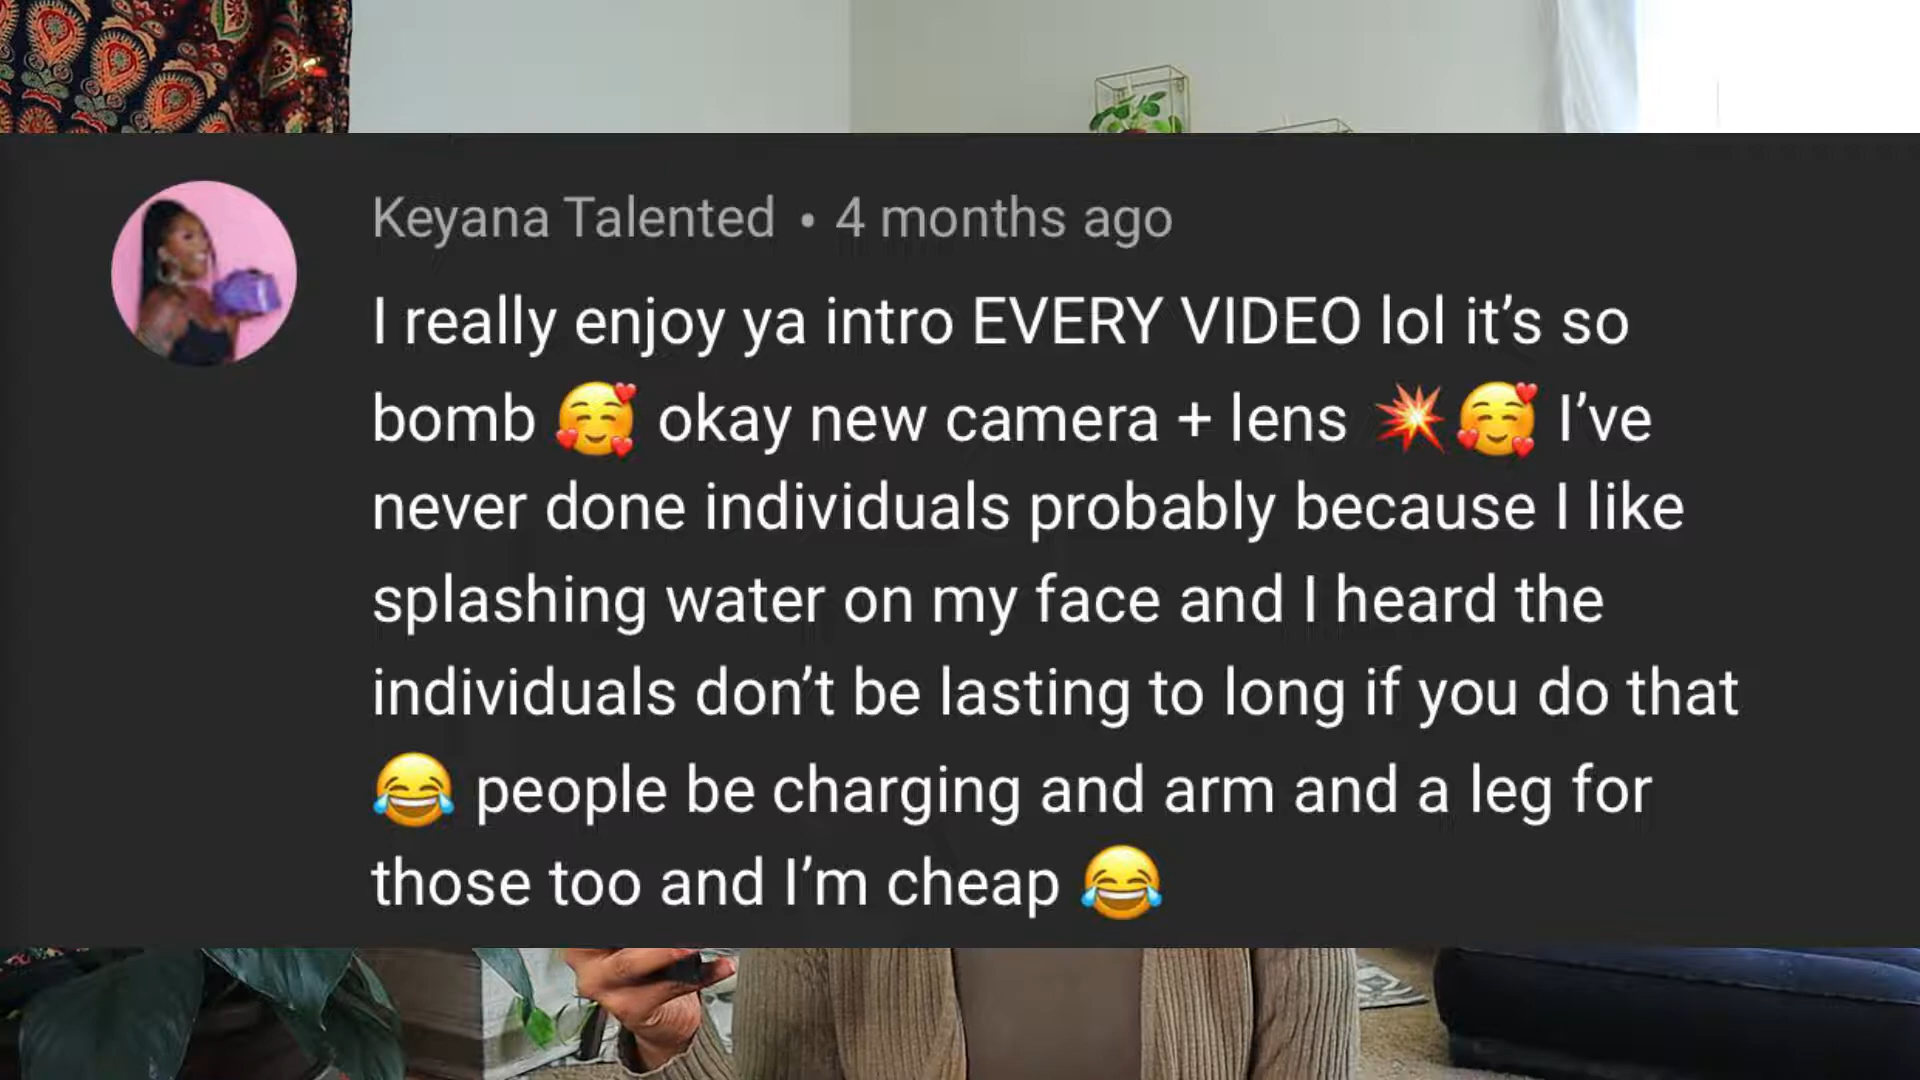 Keyana Talented • 4 months ago
I really enjoy ya intro EVERY VIDEO lol it’s so
bomb 🥰 okay new camera + lens 💥🥰 I’ve
never done individuals probably because I like
splashing water on my face and I heard the
individuals don’t be lasting to long if you do that
😂 people be charging and arm and a leg for
those too and I’m cheap 😂